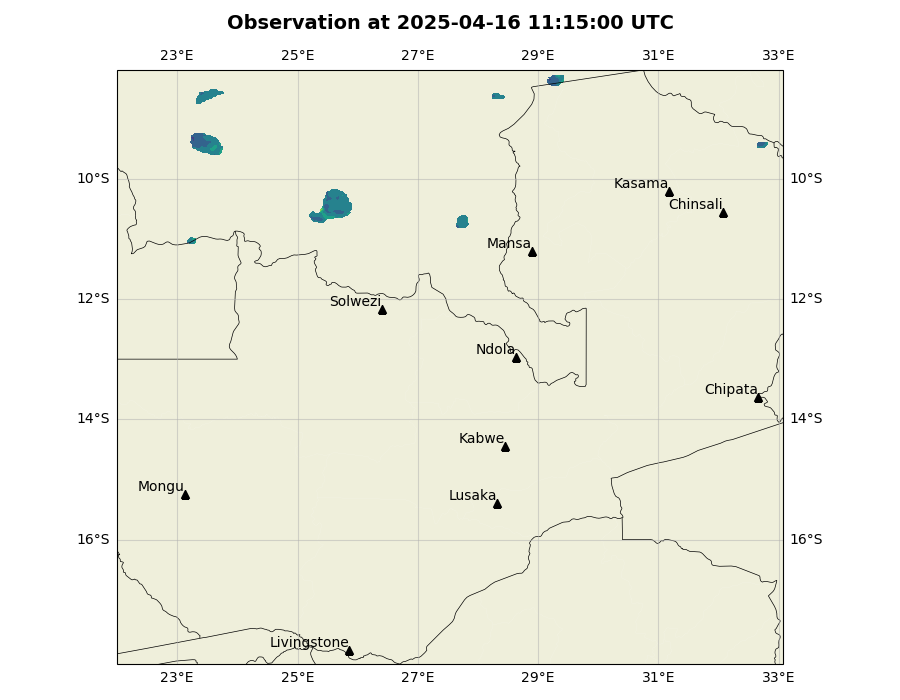 Observation at 2025-04-16 11:15:00 UTC
23°E 25°E 27°E 29°E 31°E 33°E
10°S 10°S
Kasama
Chinsali
Mansa
12°S 12°S
Solwezi
Ndola
Chipata
14°S 14°S
Kabwe
Mongu
Lusaka
16°S 16°S
Livingstone
23°E 25°E 27°E 29°E 31°E 33°E